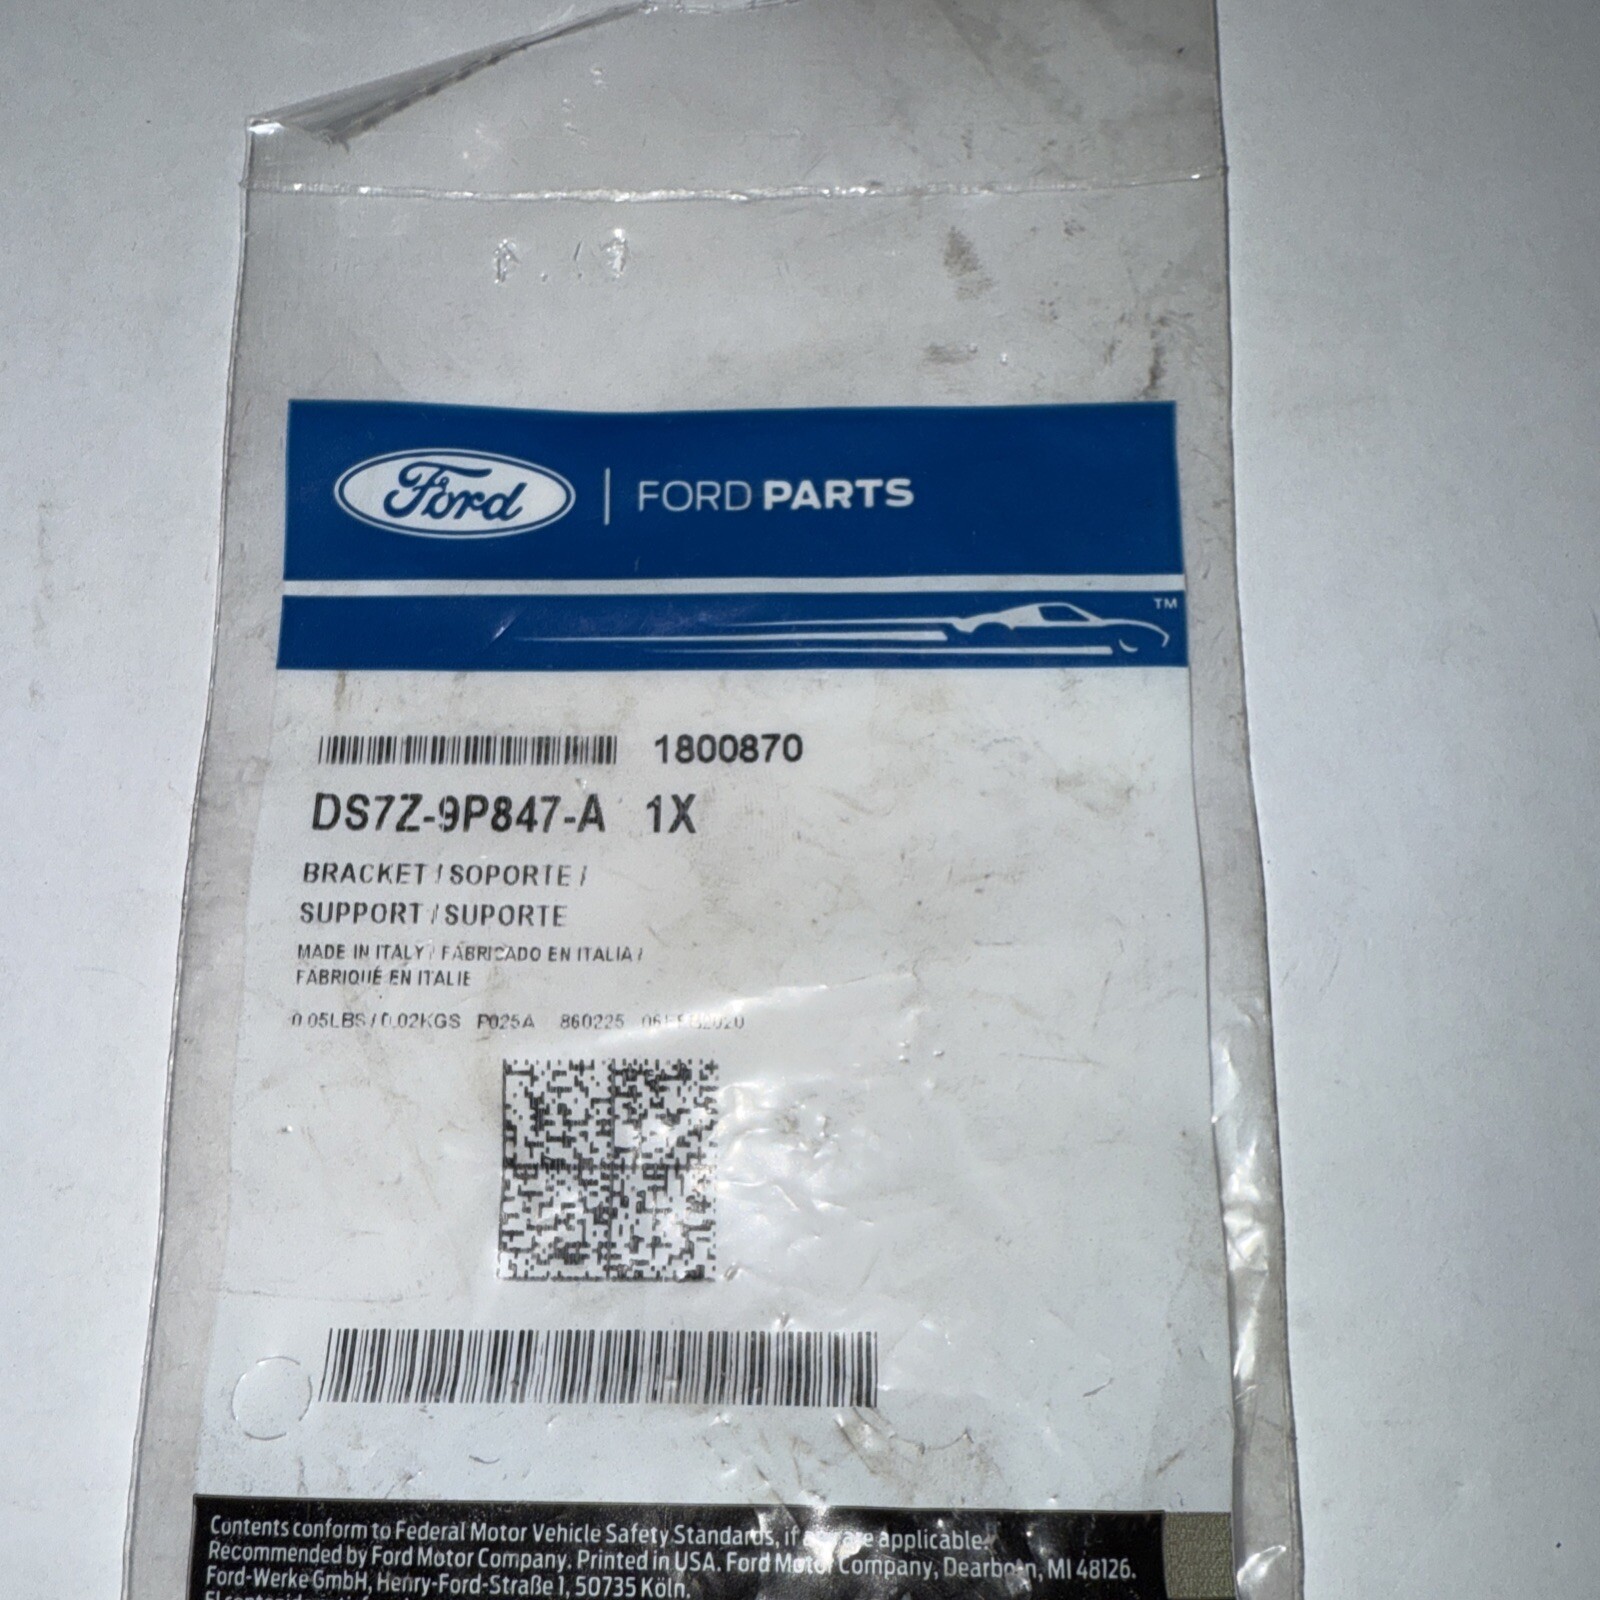 Ford | FORD PARTS
TM
1800870
DS7Z-9P847-A 1X
BRACKET / SOPORTE /
SUPPORT / SUPORTE
MADE IN ITALY / FABRICADO EN ITALIA /
FABRIQUÉ EN ITALIE
0.05LBS / 0.02KGS P025A 860225
Contents conform to Federal Motor Vehicle Safety Standards, if any are applicable.
Recommended by Ford Motor Company. Printed in USA. Ford Motor Company, Dearborn, MI 48126.
Ford-Werke GmbH, Henry-Ford-Straße 1, 50735 Köln.